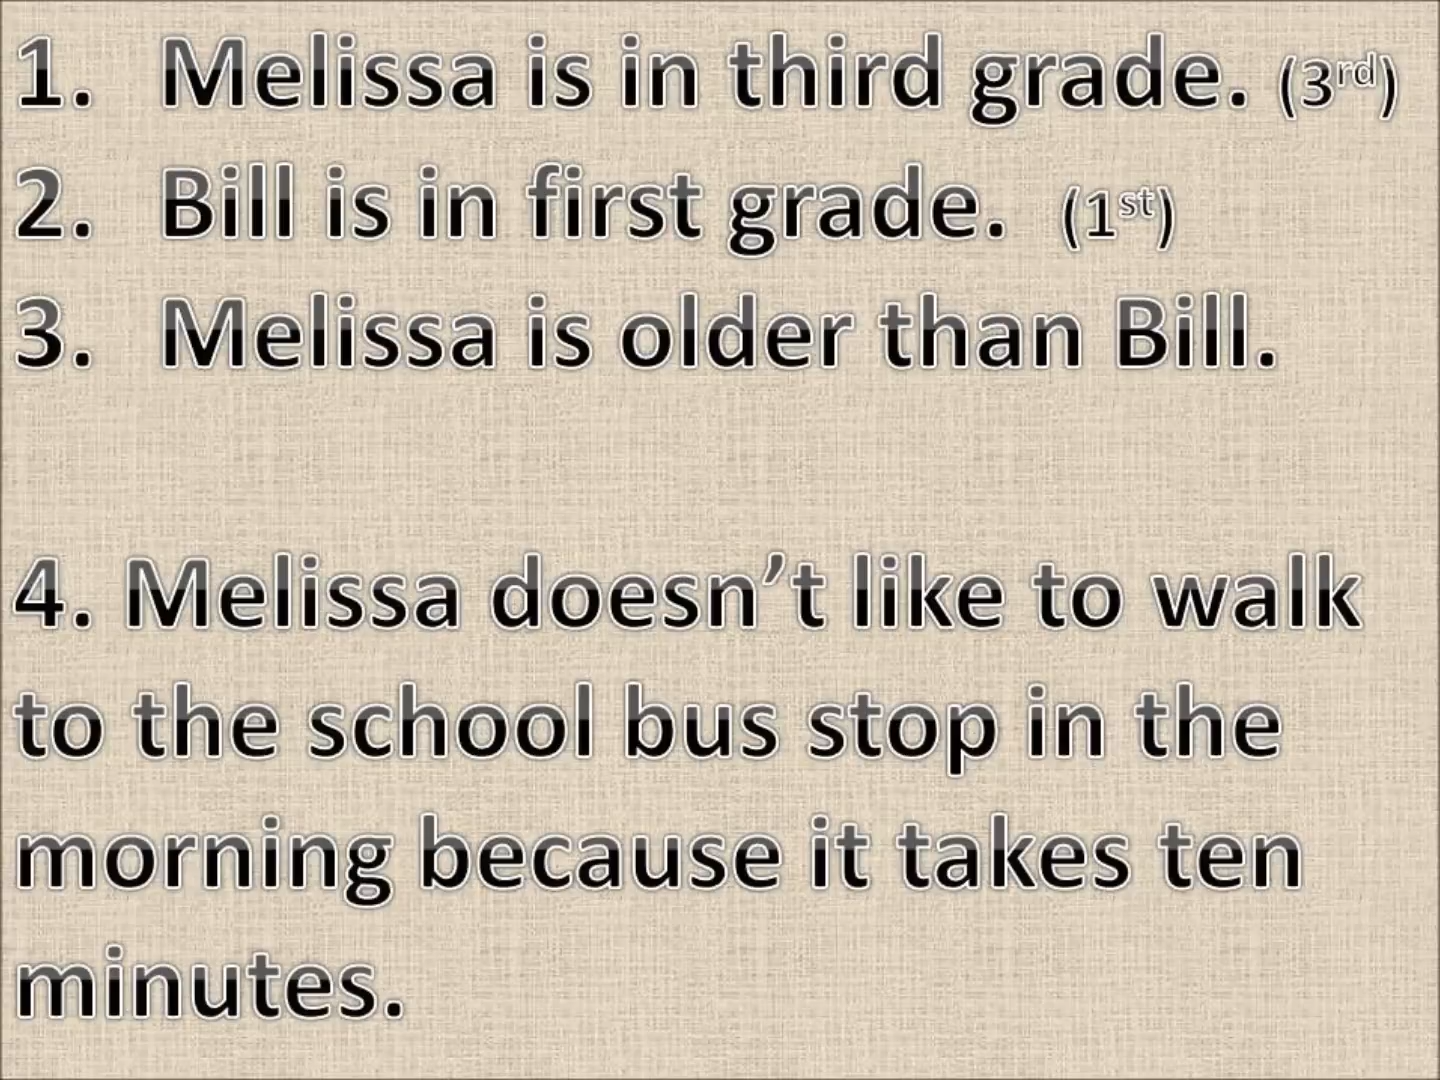 1. Melissa is in third grade. (3rd)
2. Bill is in first grade. (1st)
3. Melissa is older than Bill.
4. Melissa doesn’t like to walk
to the school bus stop in the
morning because it takes ten
minutes.